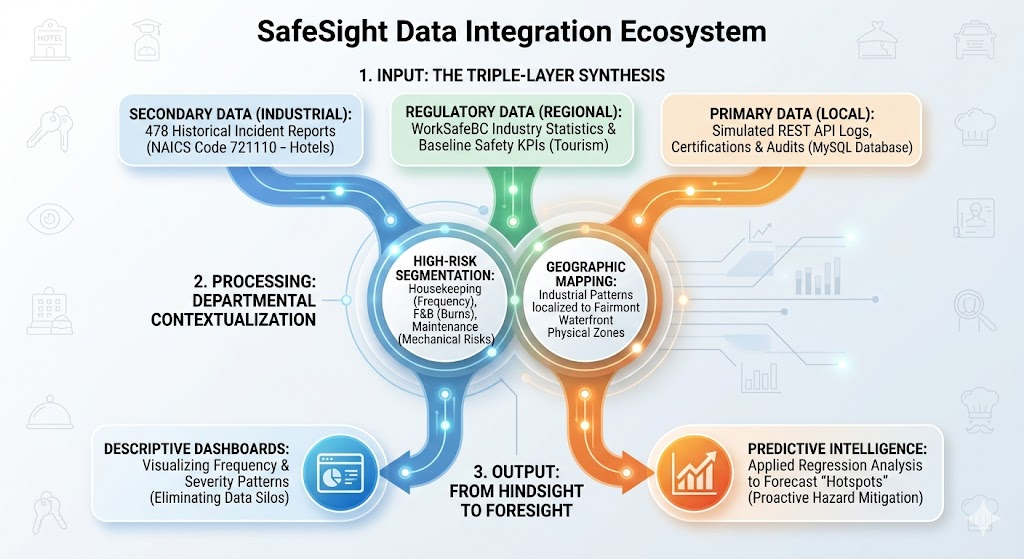 SafeSight Data Integration Ecosystem
1. INPUT: THE TRIPLE-LAYER SYNTHESIS
SECONDARY DATA (INDUSTRIAL):
478 Historical Incident Reports
(NAICS Code 721110 – Hotels)
REGULATORY DATA (REGIONAL):
WorkSafeBC Industry Statistics &
Baseline Safety KPIs (Tourism)
PRIMARY DATA (LOCAL):
Simulated REST API Logs,
Certifications & Audits (MySQL Database)
2. PROCESSING:
DEPARTMENTAL
CONTEXTUALIZATION
HIGH-RISK
SEGMENTATION:
Housekeeping
(Frequency),
F&B (Burns),
Maintenance
(Mechanical Risks)
GEOGRAPHIC
MAPPING:
Industrial Patterns
localized to Fairmont
Waterfront
Physical Zones
DESCRIPTIVE DASHBOARDS:
Visualizing Frequency &
Severity Patterns
(Eliminating Data Silos)
3. OUTPUT:
FROM HINDSIGHT
TO FORESIGHT
PREDICTIVE INTELLIGENCE:
Applied Regression Analysis
to Forecast "Hotspots"
(Proactive Hazard Mitigation)
HOTEL